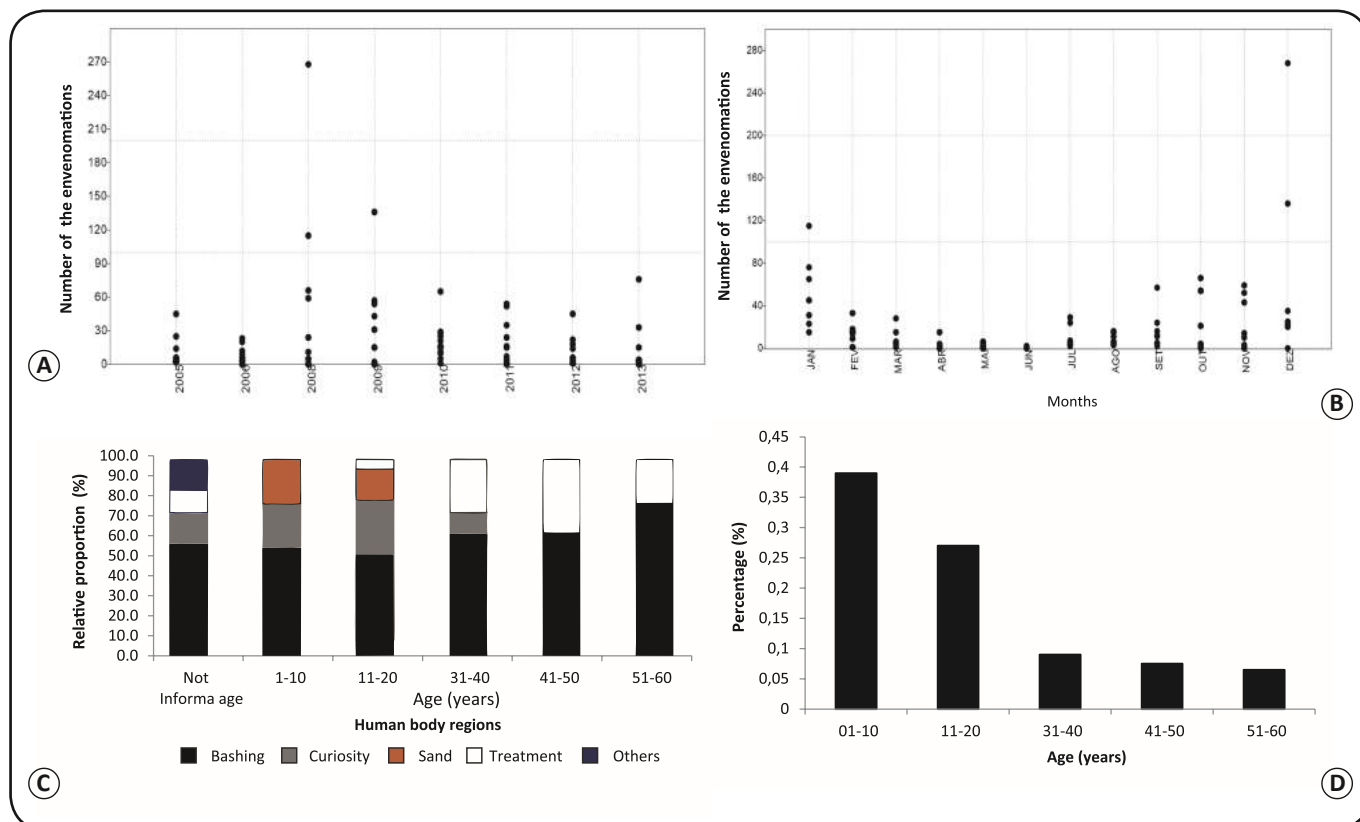 Number of the envenomations
270
240
210
180
150
120
90
60
30
0
2005
2006
2008
2009
2010
2011
2012
2013
A
Number of the envenomations
280
240
200
160
120
80
40
0
JAN
FEV
MAR
ABR
MAI
JUN
JUL
AGO
SET
OUT
NOV
DEZ
Months
B
Relative proportion (%)
100.0
90.0
80.0
70.0
60.0
50.0
40.0
30.0
20.0
10.0
0.0
Not
Informa age
1-10
11-20
31-40
41-50
51-60
Age (years)
Human body regions
Bashing Curiosity Sand Treatment Others
C
Percentage (%)
0,45
0,4
0,35
0,3
0,25
0,2
0,15
0,1
0,05
0
01-10
11-20
31-40
41-50
51-60
Age (years)
D